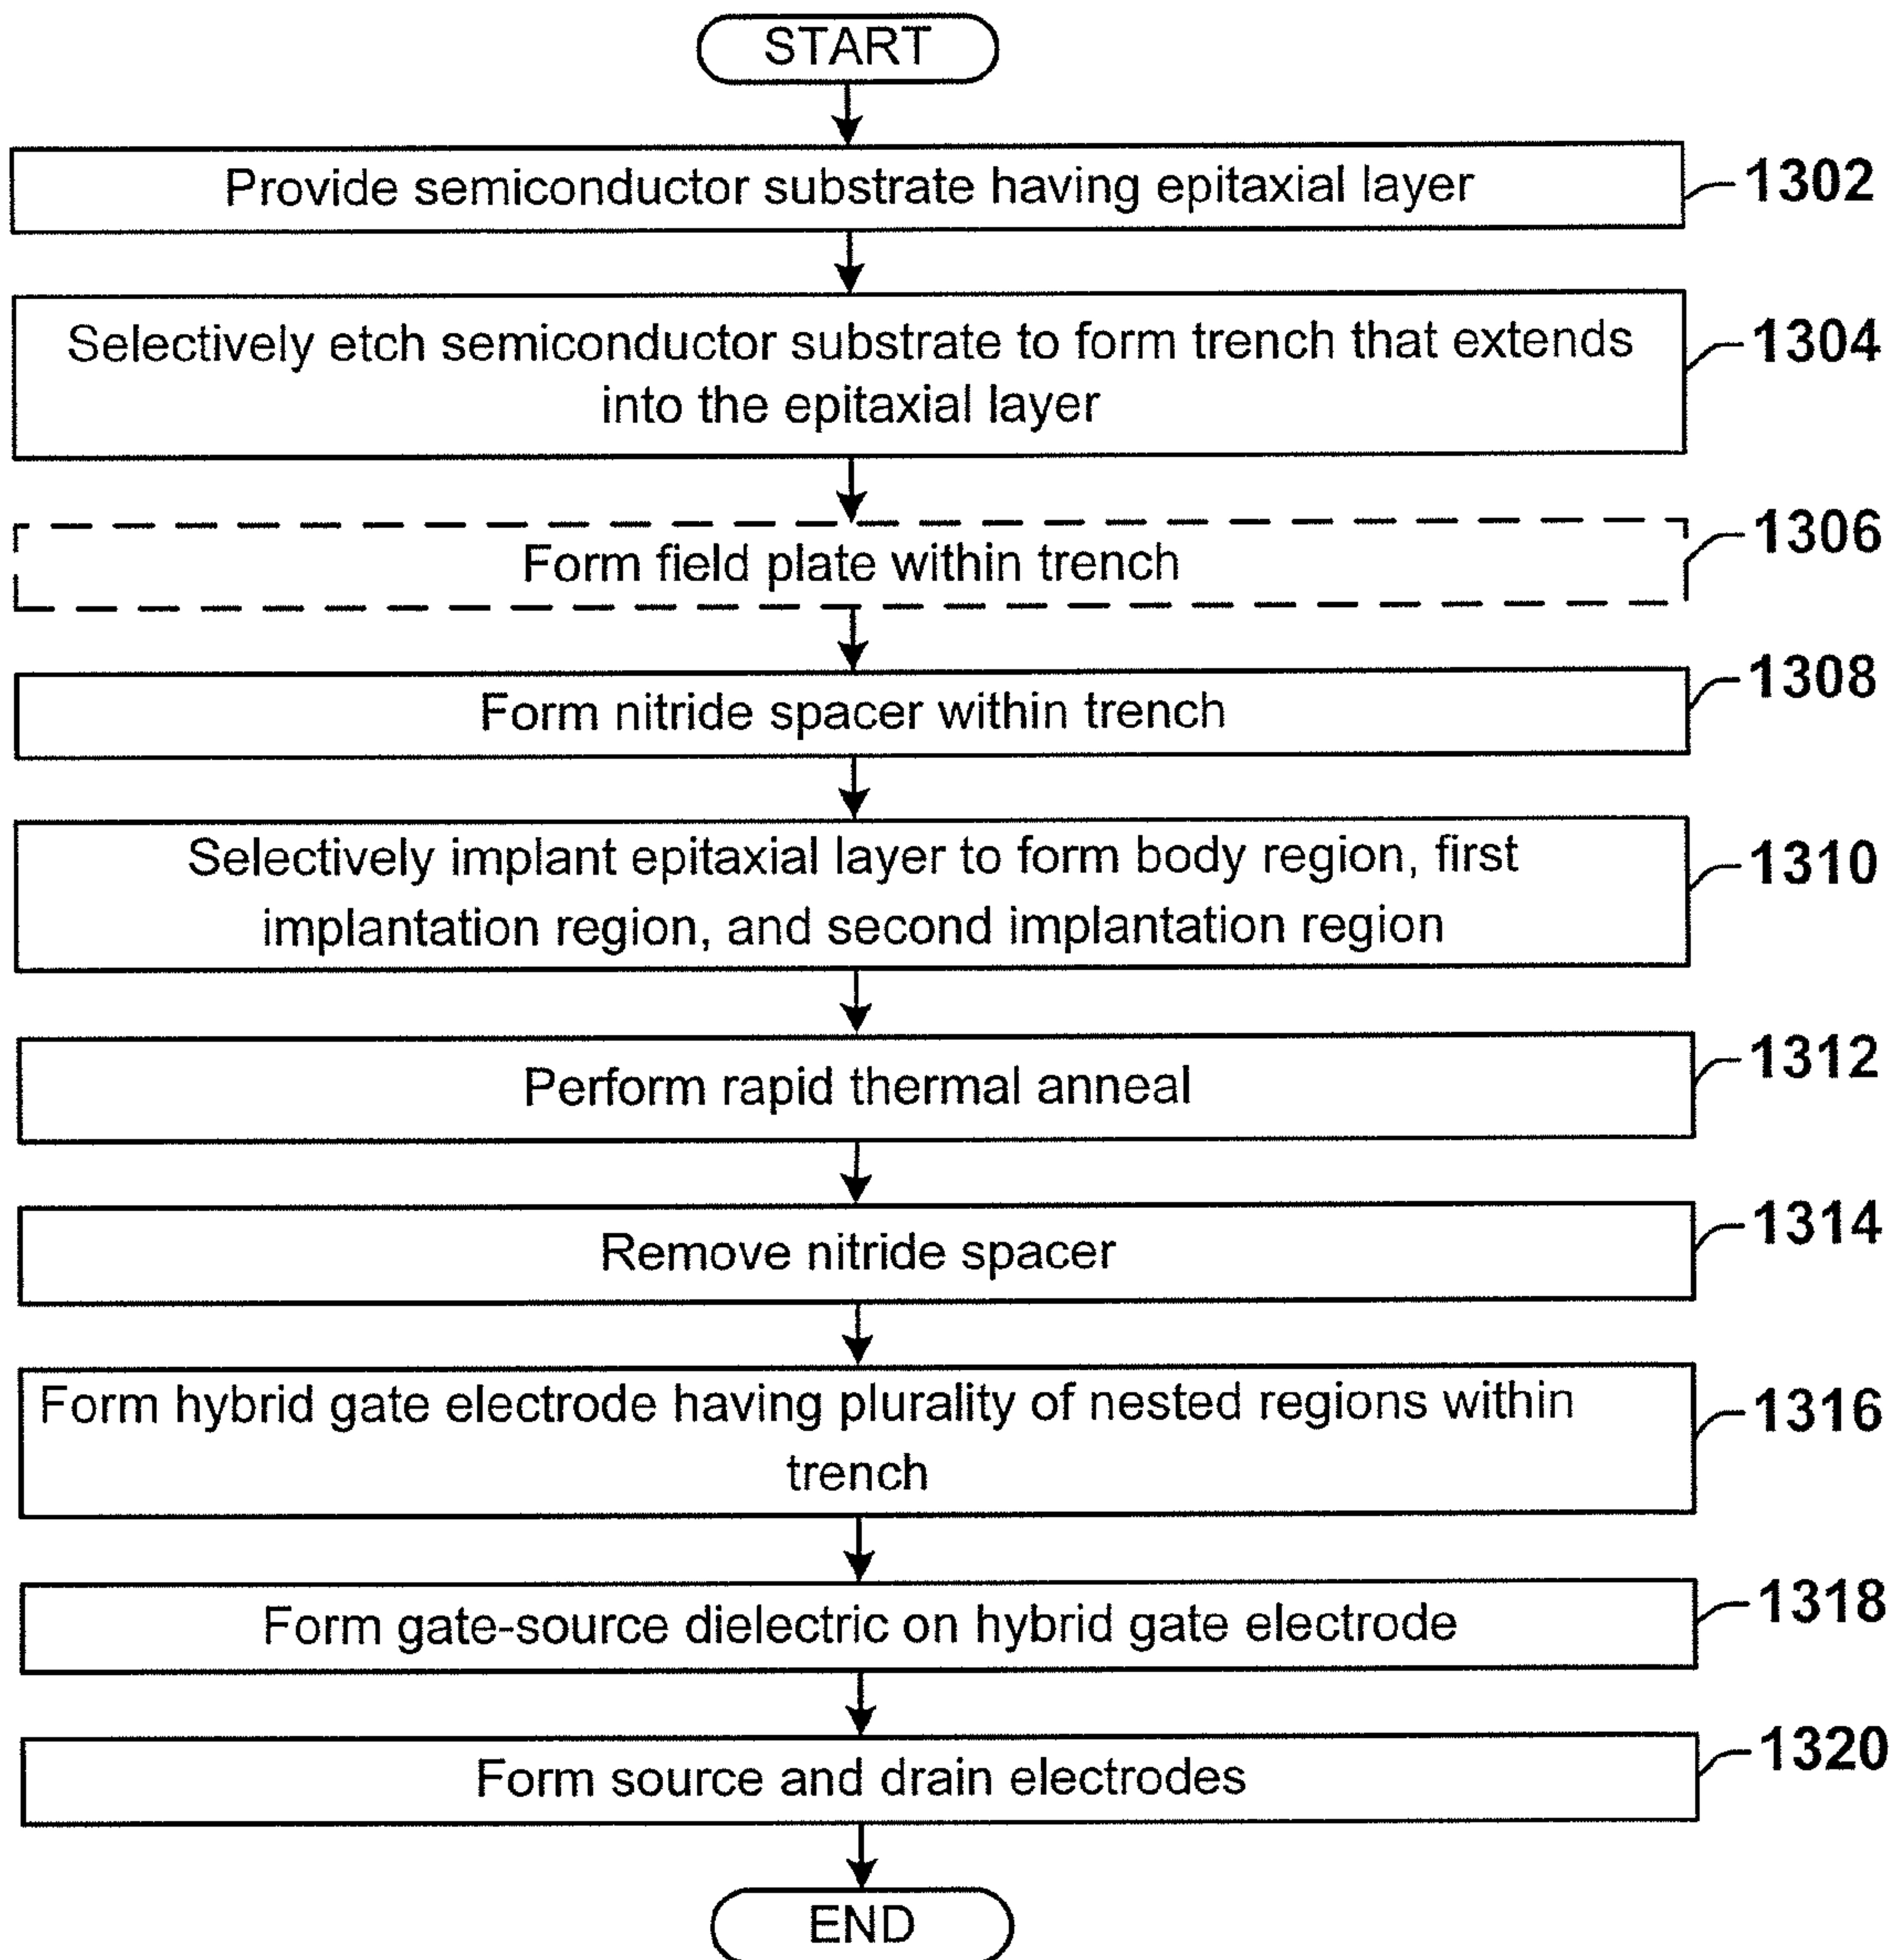 START
Provide semiconductor substrate having epitaxial layer
1302
Selectively etch semiconductor substrate to form trench that extends
into the epitaxial layer
1304
Form field plate within trench
1306
Form nitride spacer within trench
1308
Selectively implant epitaxial layer to form body region, first
implantation region, and second implantation region
1310
Perform rapid thermal anneal
1312
Remove nitride spacer
1314
Form hybrid gate electrode having plurality of nested regions within
trench
1316
Form gate-source dielectric on hybrid gate electrode
1318
Form source and drain electrodes
1320
END